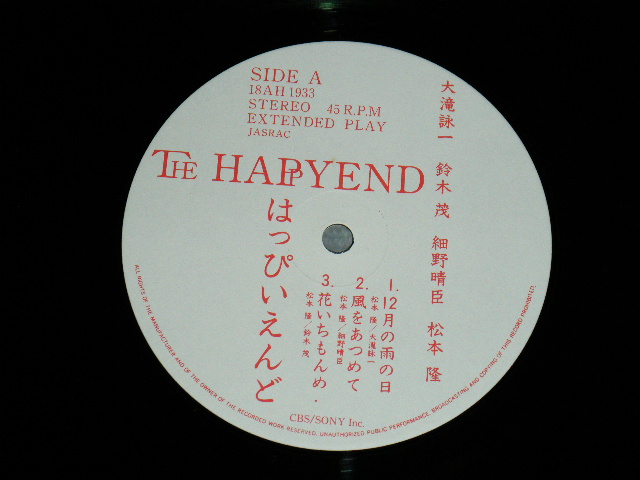 SIDE A
18AH 1933
STEREO 45 R.P.M
EXTENDED PLAY
JASRAC
THE HAPPYEND
はっぴいえんど
大滝詠一 鈴木茂 細野晴臣 松本隆
1. 12月の雨の日
松本隆/大滝詠一
2. 風をあつめて
松本隆/細野晴臣
3. 花いちもんめ.
松本隆/鈴木茂
CBS/SONY Inc.
ALL RIGHTS OF THE MANUFACTURER AND OF THE OWNER OF THE RECORDED WORK RESERVED. UNAUTHORIZED PUBLIC PERFORMANCE, BROADCASTING AND COPYING OF THIS RECORD PROHIBITED.